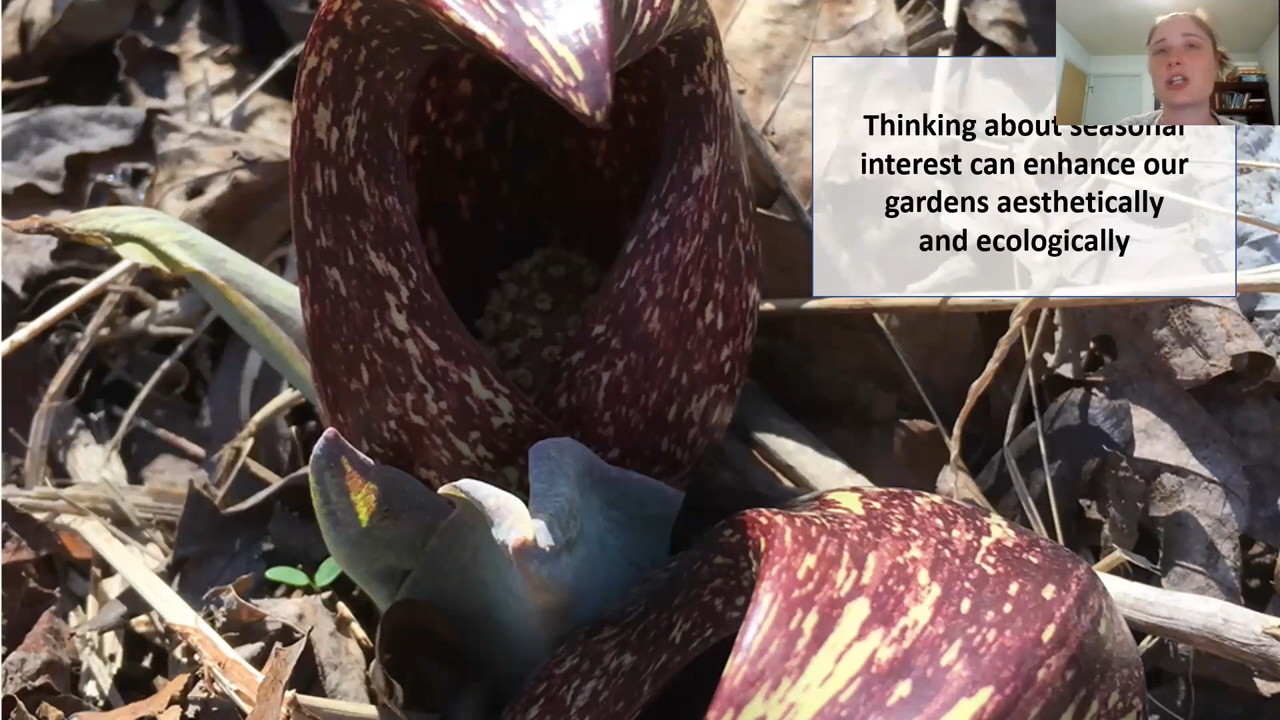 Thinking about seasonal
interest can enhance our
gardens aesthetically
and ecologically